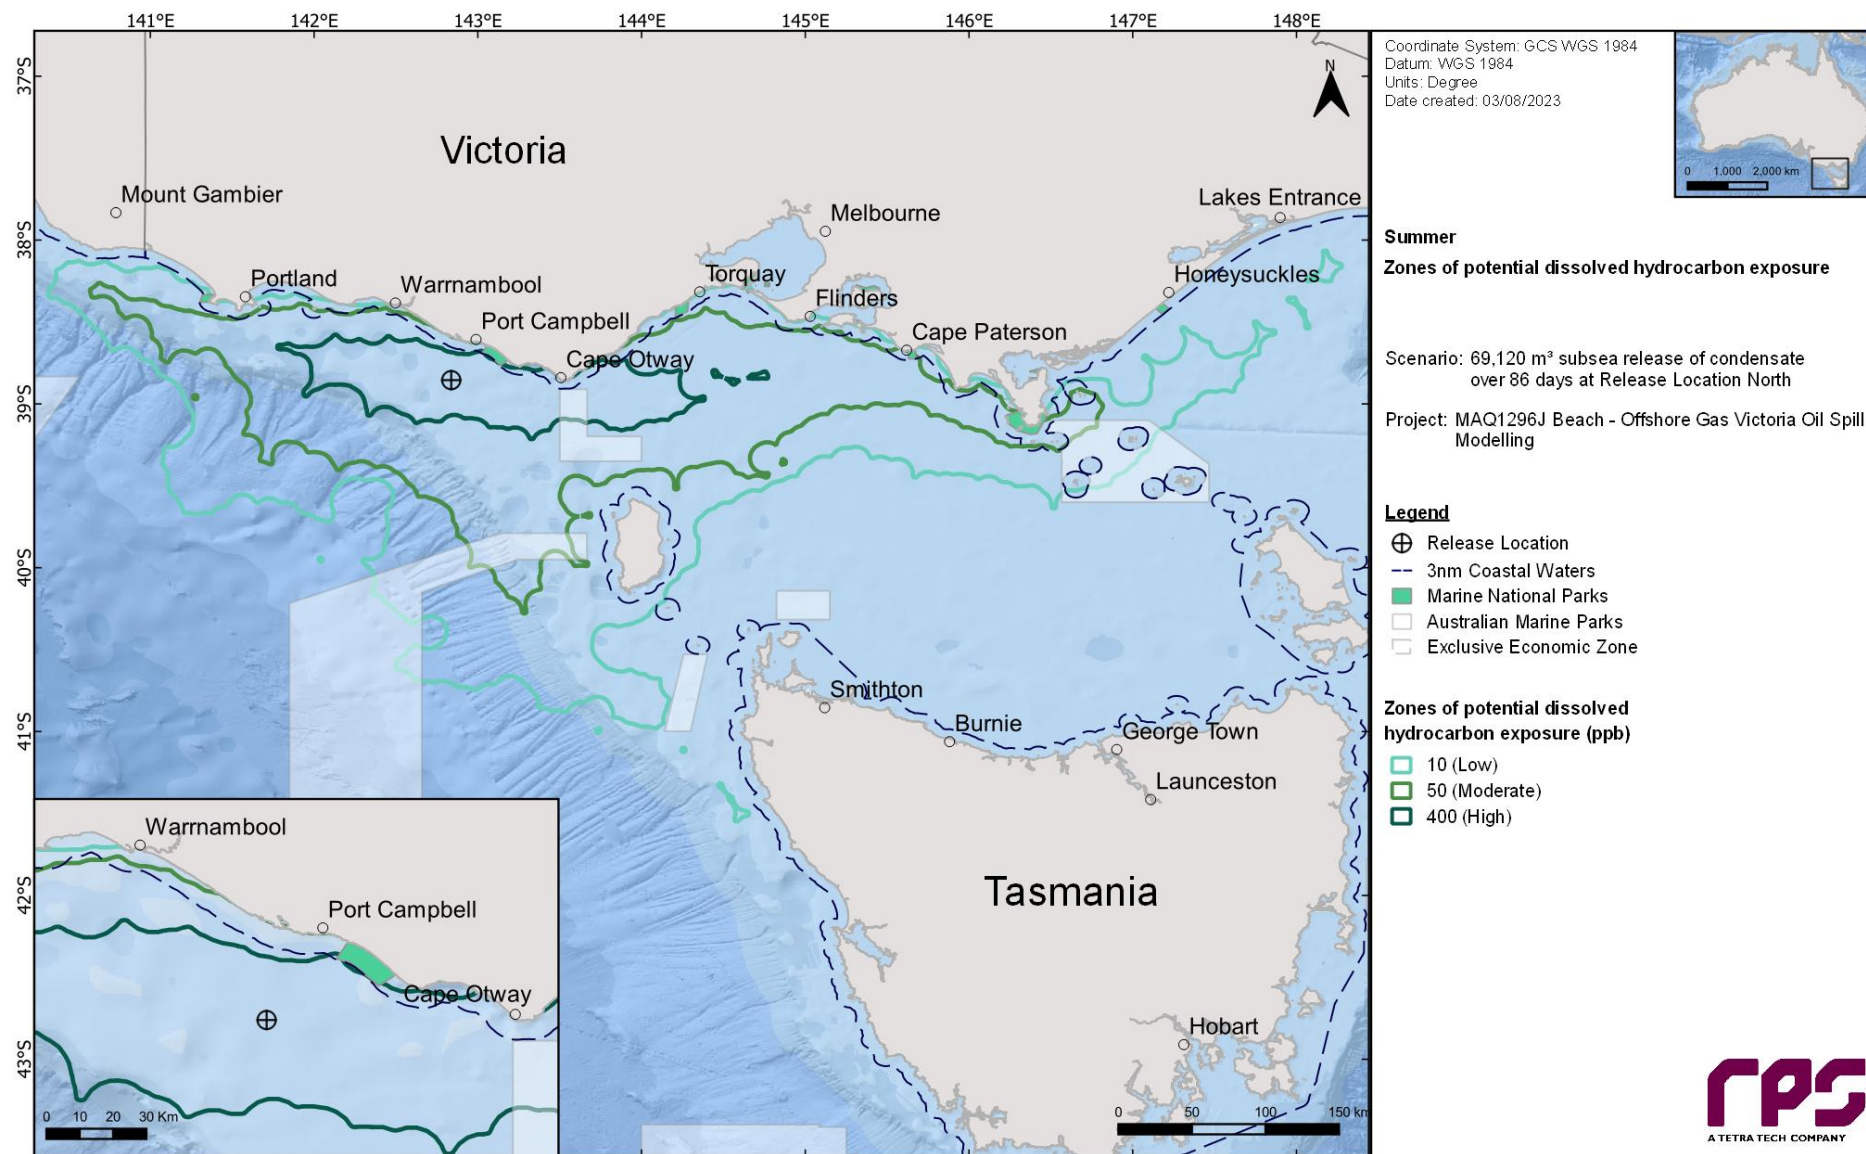 141°E 142°E 143°E 144°E 145°E 146°E 147°E 148°E
37°S
38°S
39°S
40°S
41°S
42°S
43°S
N
Victoria
Mount Gambier
Portland
Warrnambool
Port Campbell
Cape Otway
Torquay
Melbourne
Flinders
Cape Paterson
Lakes Entrance
Honeysuckles
Smithton
Burnie
George Town
Launceston
Tasmania
Hobart
0 50 100 150 km
Warrnambool
Port Campbell
Cape Otway
0 10 20 30 Km
Coordinate System: GCS WGS 1984
Datum: WGS 1984
Units: Degree
Date created: 03/08/2023
0 1,000 2,000 km
Summer
Zones of potential dissolved hydrocarbon exposure
Scenario: 69,120 m³ subsea release of condensate
over 86 days at Release Location North
Project: MAQ1296J Beach - Offshore Gas Victoria Oil Spill
Modelling
Legend
Release Location
3nm Coastal Waters
Marine National Parks
Australian Marine Parks
Exclusive Economic Zone
Zones of potential dissolved
hydrocarbon exposure (ppb)
10 (Low)
50 (Moderate)
400 (High)
rps
A TETRA TECH COMPANY